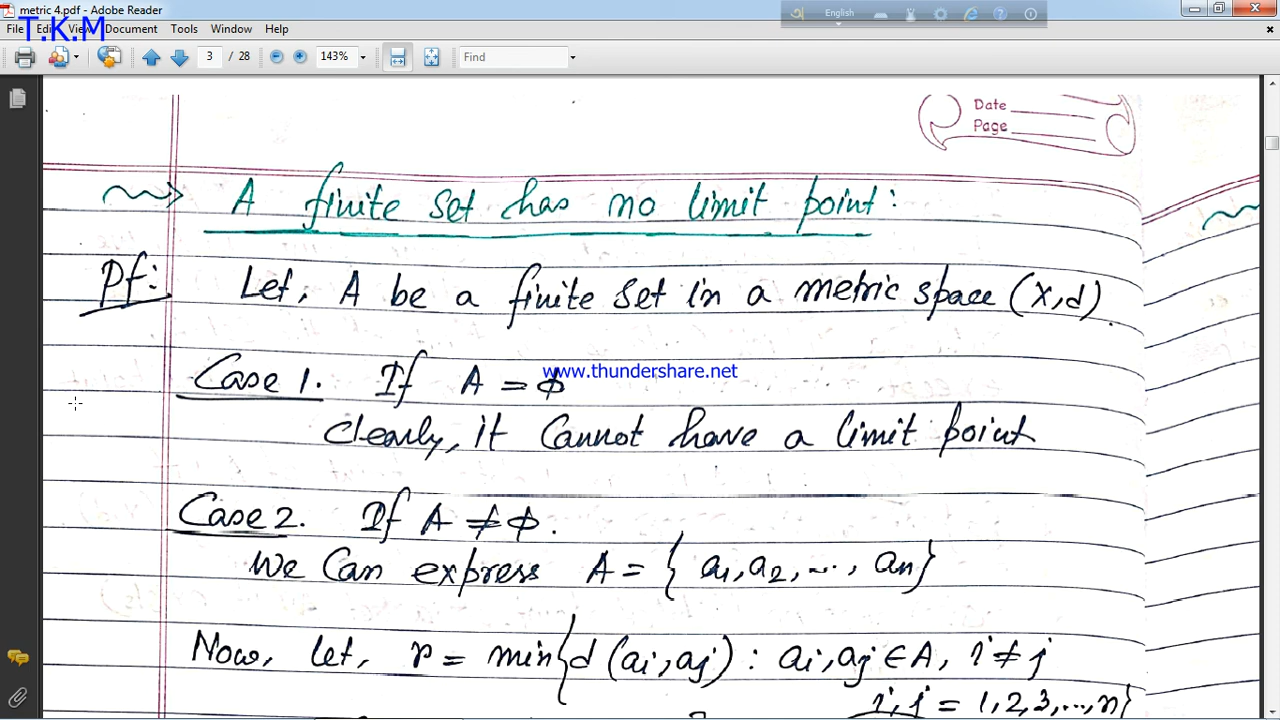 metric 4.pdf - Adobe Reader
English
T.K.M
File Edit View Document Tools Window Help
3 / 28 143% Find
Date
Page
A finite set has no limit point:
Pf: Let, A be a finite set in a metric space (X,d).
Case 1. If A = ϕ
www.thundershare.net
clearly, it cannot have a limit point
Case 2. If A ≠ ϕ.
We can express A = { a1, a2, ..., an}
Now, let, r = min{d (ai, aj) : ai, aj ∈ A, i ≠ j
i, j = 1,2,3,...,n}